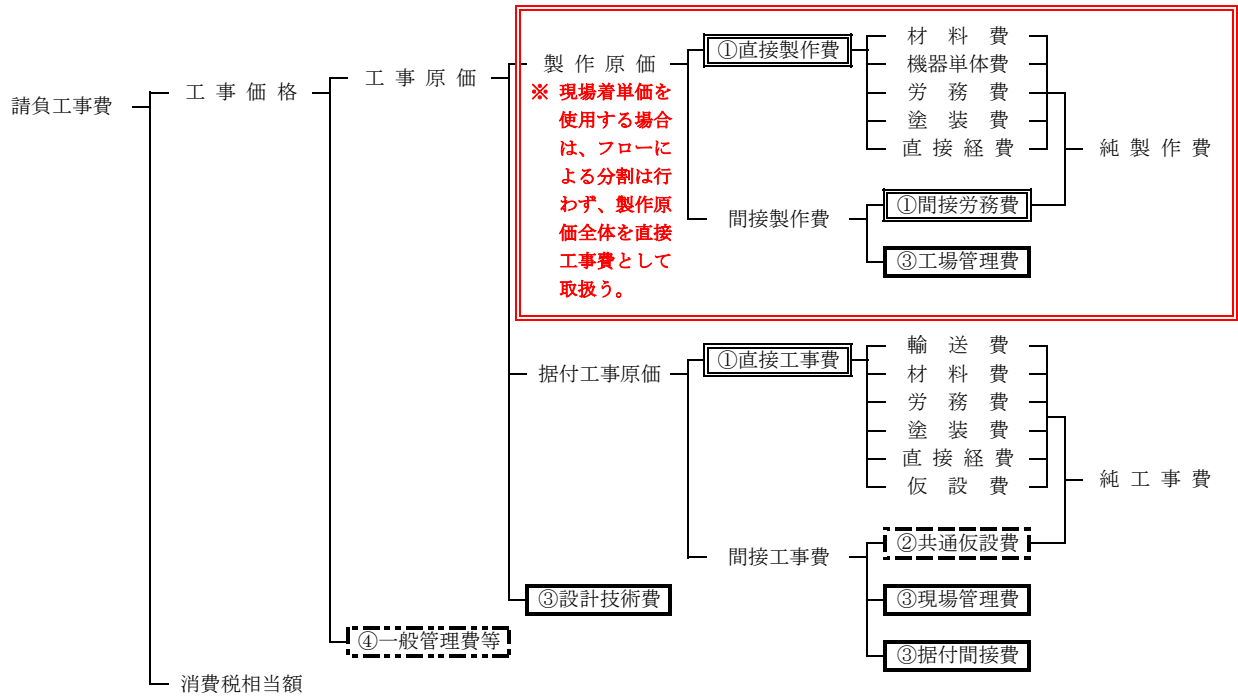 請負工事費
工事価格
工事原価
製作原価
※ 現場着単価を
使用する場合
は、フローに
よる分割は行
わず、製作原
価全体を直接
工事費として
取扱う。
①直接製作費
材料費
機器単体費
労務費
塗装費
直接経費
純製作費
間接製作費
①間接労務費
③工場管理費
据付工事原価
①直接工事費
輸送費
材料費
労務費
塗装費
直接経費
仮設費
純工事費
間接工事費
②共通仮設費
③現場管理費
③据付間接費
③設計技術費
④一般管理費等
消費税相当額